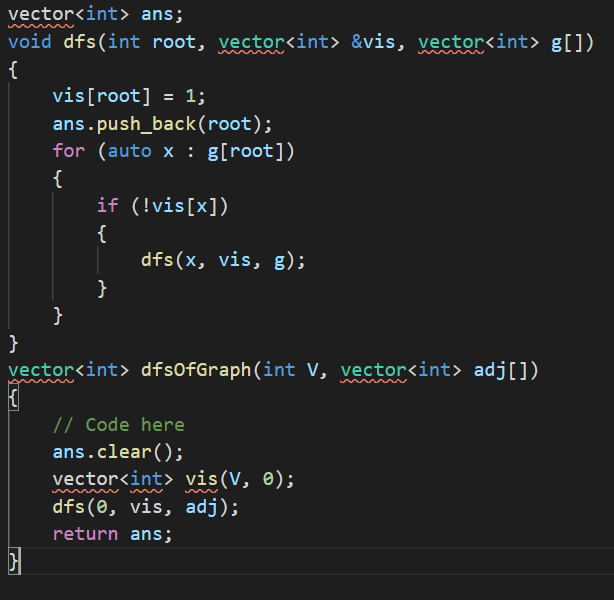 vector<int> ans;
void dfs(int root, vector<int> &vis, vector<int> g[])
{
    vis[root] = 1;
    ans.push_back(root);
    for (auto x : g[root])
    {
        if (!vis[x])
        {
            dfs(x, vis, g);
        }
    }
}
vector<int> dfsOfGraph(int V, vector<int> adj[])
{
    // Code here
    ans.clear();
    vector<int> vis(V, 0);
    dfs(0, vis, adj);
    return ans;
}